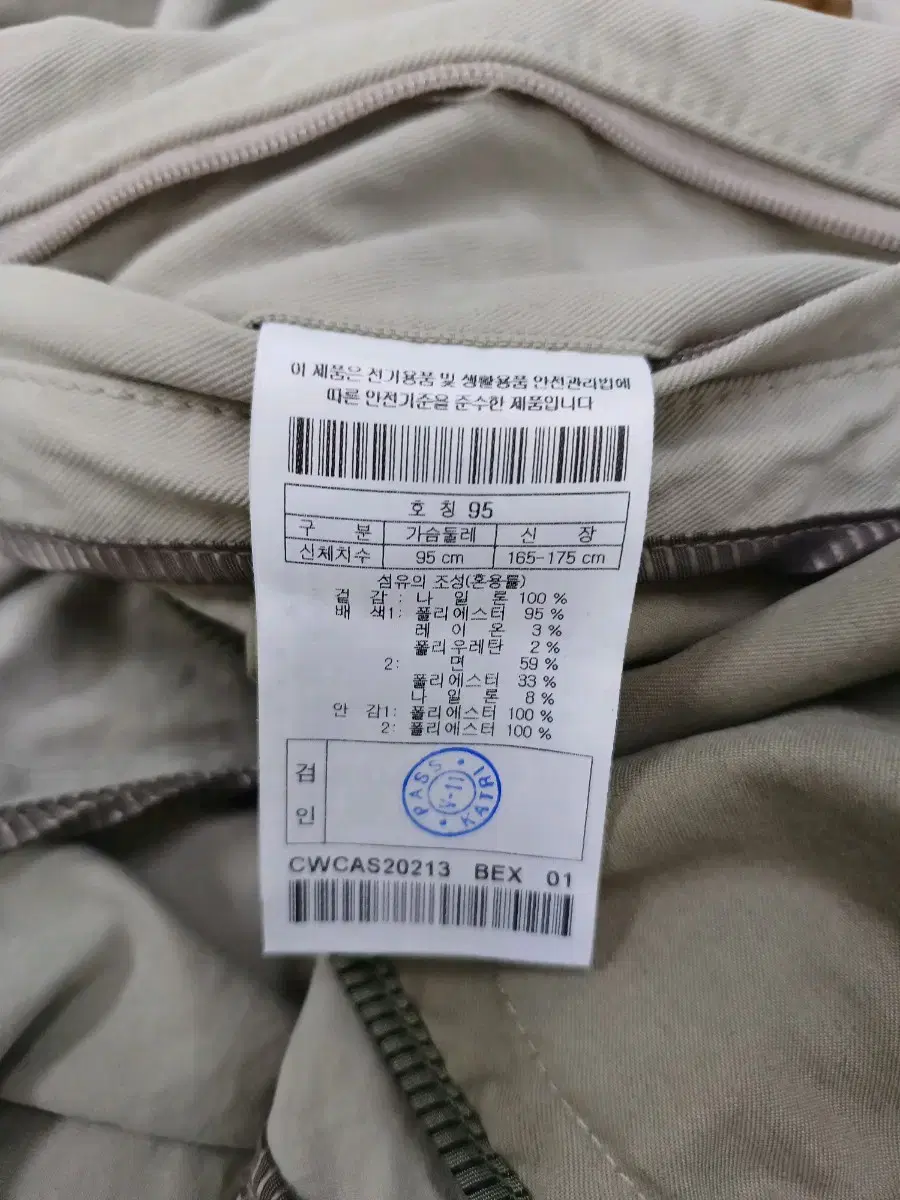 이 제품은 전기용품 및 생활용품 안전관리법에
따른 안전기준을 준수한 제품입니다
호 칭 95
구 분 가슴둘레 신 장
신체치수 95 cm 165-175 cm
섬유의 조성(혼용률)
겉 감 : 나 일 론 100 %
배 색1: 폴리에스터 95 %
레 이 온 3 %
폴리우레탄 2 %
2: 면 59 %
폴리에스터 33 %
나 일 론 8 %
안 감1: 폴리에스터 100 %
2: 폴리에스터 100 %
검
인
PASS
KATRI
CWCAS20213 BEX 01